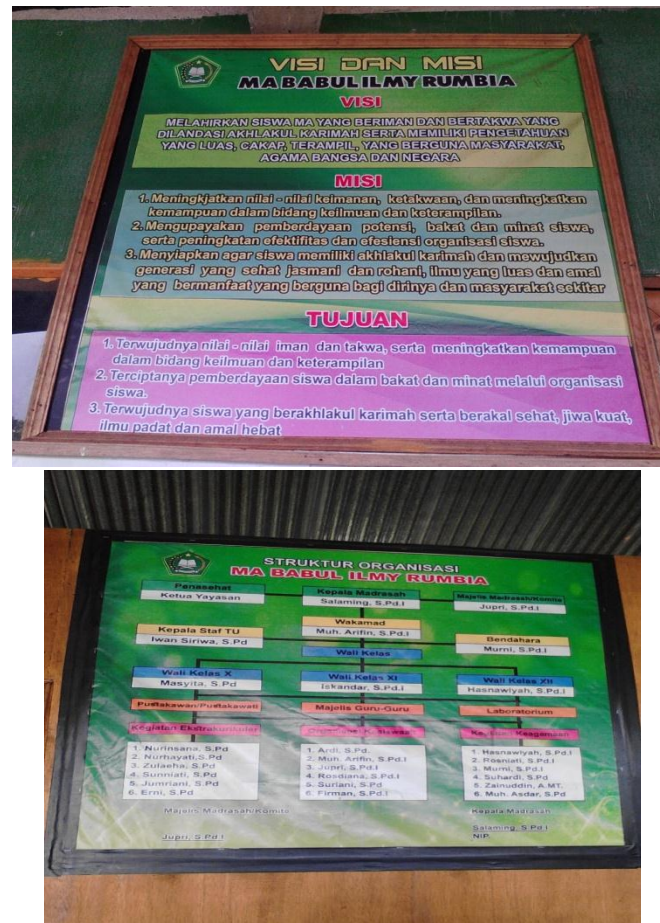 VISI DAN MISI
MA BABUL ILMY RUMBIA
VISI
MELAHIRKAN SISWA MA YANG BERIMAN DAN BERTAKWA YANG
DILANDASI AKHLAKUL KARIMAH SERTA MEMILIKI PENGETAHUAN
YANG LUAS, CAKAP, TERAMPIL, YANG BERGUNA MASYARAKAT,
AGAMA BANGSA DAN NEGARA
MISI
1. Meningkjatkan nilai - nilai keimanan, ketakwaan, dan meningkatkan
kemampuan dalam bidang keilmuan dan keterampilan.
2. Mengupayakan pemberdayaan potensi, bakat dan minat siswa,
serta peningkatan efektifitas dan efesiensi organisasi siswa.
3. Menyiapkan agar siswa memiliki akhlakul karimah dan mewujudkan
generasi yang sehat jasmani dan rohani, ilmu yang luas dan amal
yang bermanfaat yang berguna bagi dirinya dan masyarakat sekitar
TUJUAN
1. Terwujudnya nilai - nilai iman dan takwa, serta meningkatkan kemampuan
dalam bidang keilmuan dan keterampilan
2. Terciptanya pemberdayaan siswa dalam bakat dan minat melalui organisasi
siswa.
3. Terwujudnya siswa yang berakhlakul karimah serta berakal sehat, jiwa kuat,
ilmu padat dan amal hebat
STRUKTUR ORGANISASI
MA BABUL ILMY RUMBIA
Penasehat
Ketua Yayasan
Kepala Madrasah
Salaming, S.Pd.I
Majelis Madrasah/Komite
Jupri, S.Pd.I
Wakamad
Muh. Arifin, S.Pd.I
Kepala Staf TU
Iwan Siriwa, S.Pd
Bendahara
Murni, S.Pd.I
Wali Kelas
Wali Kelas X
Masyita, S.Pd
Wali Kelas XI
Iskandar, S.Pd.I
Wali Kelas XII
Hasnawiyah, S.Pd.I
Pustakawan/Pustakawati
Majelis Guru-Guru
Laboratorium
Kegiatan Ekstrakurikuler
1. Nurinsana, S.Pd
2. Nurhayati,S.Pd
3. Zulaeha, S.Pd
4. Sunniati, S.Pd
5. Jumriani, S.Pd
6. Erni, S.Pd
1. Ardi, S.Pd.
2. Muh. Arifin, S.Pd.I
3. Jupri, S.Pd.I
4. Rosdiana, S.Pd.I
5. Suriani, S.Pd.I
6. Firman, S.Pd.I
Keagamaan
1. Hasnawiyah, S.Pd.I
2. Rosniati, S.Pd.I
3. Murni, S.Pd.I
4. Suhardi, S.Pd.I
5. Zainuddin, A.MT.
6. Muh. Asdar, S.Pd
Majelis Madrasah/Komite
Jupri, S.Pd.I
Kepala Madrasah
Salaming, S.Pd.I
NIP.